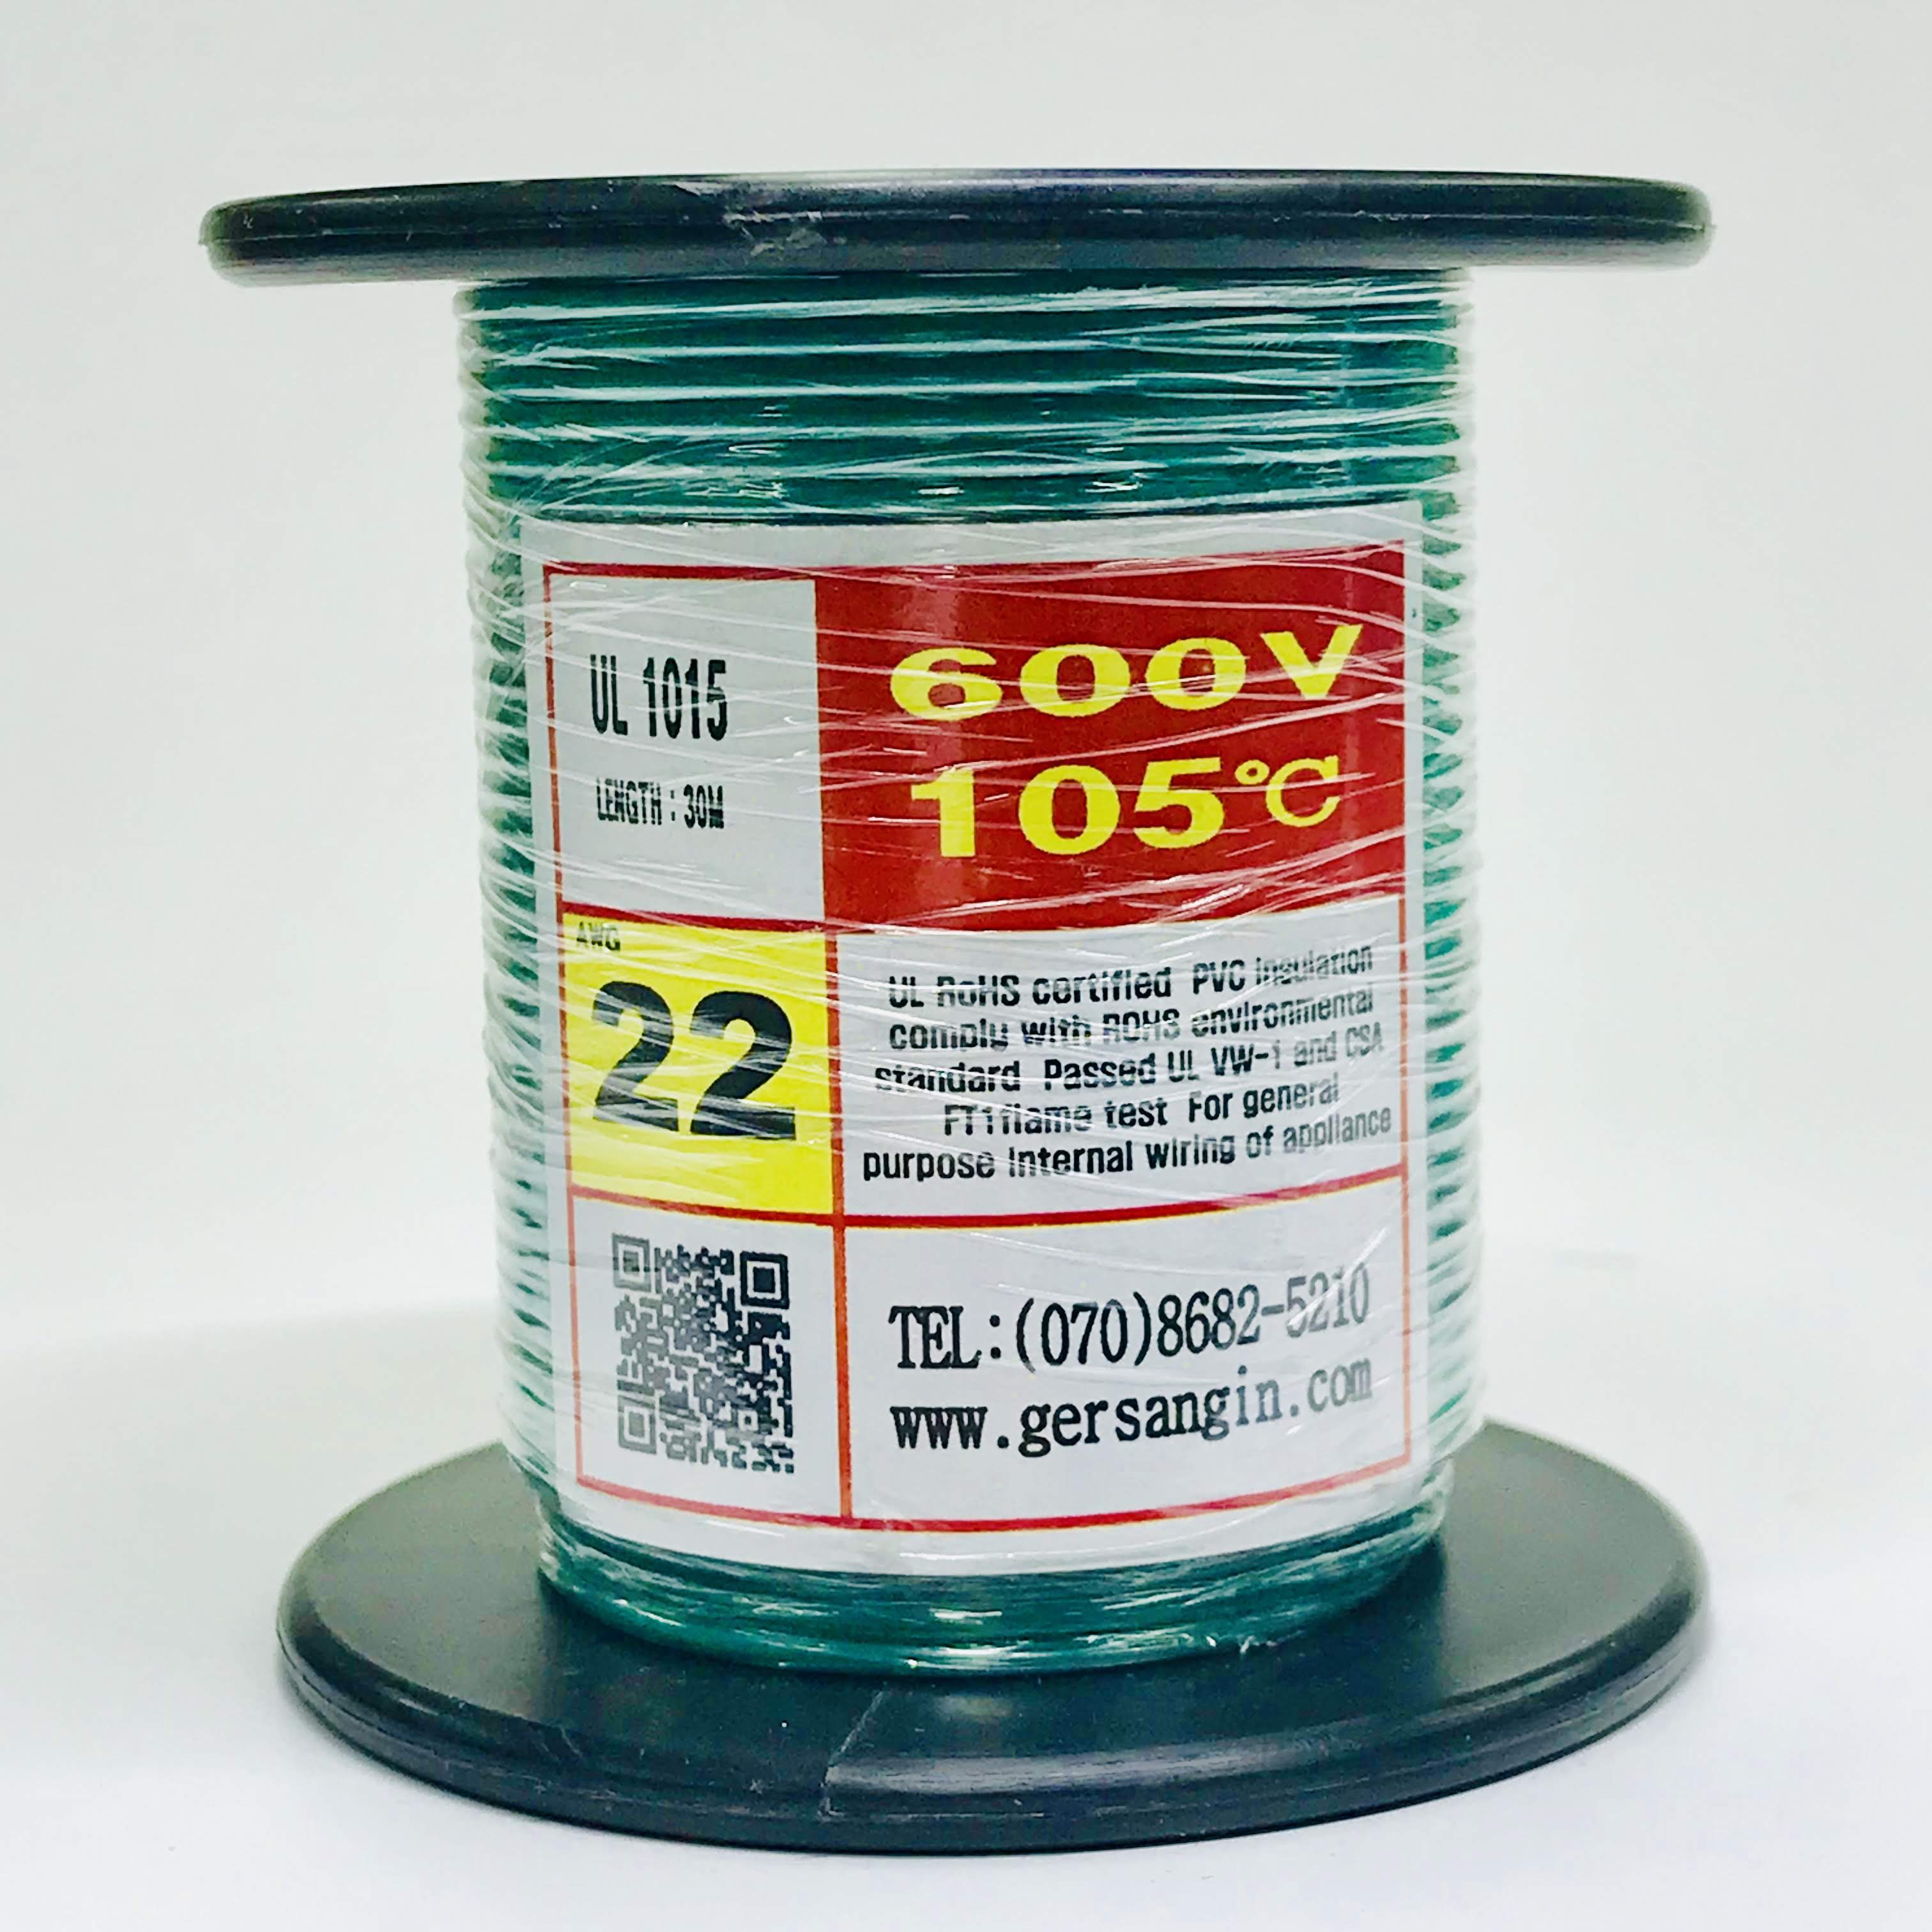 UL 1015
LENGTH : 30M
600V
105℃
AWG
22
UL RoHS certified PVC insulation
comply with ROHS environmental
standard Passed UL VW-1 and CSA
FT1flame test For general
purpose internal wiring of appliance
TEL:(070)8682-5210
www.gersangin.com